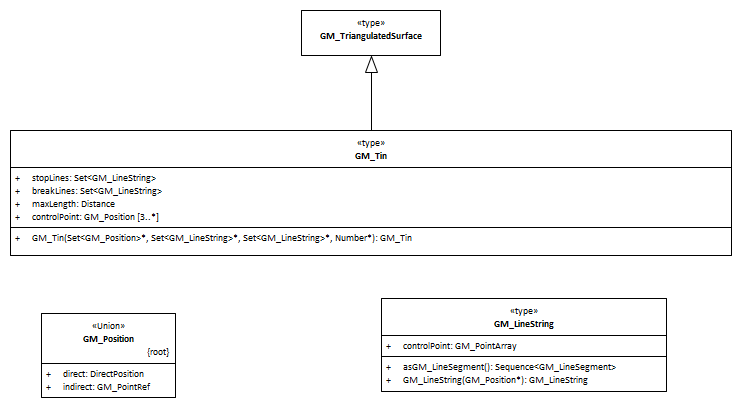 «type»
GM_TriangulatedSurface
«type»
GM_Tin
+ stopLines: Set<GM_LineString>
+ breakLines: Set<GM_LineString>
+ maxLength: Distance
+ controlPoint: GM_Position [3..*]
+ GM_Tin(Set<GM_Position>*, Set<GM_LineString>*, Set<GM_LineString>*, Number*): GM_Tin
«Union»
GM_Position
{root}
+ direct: DirectPosition
+ indirect: GM_PointRef
«type»
GM_LineString
+ controlPoint: GM_PointArray
+ asGM_LineSegment(): Sequence<GM_LineSegment>
+ GM_LineString(GM_Position*): GM_LineString